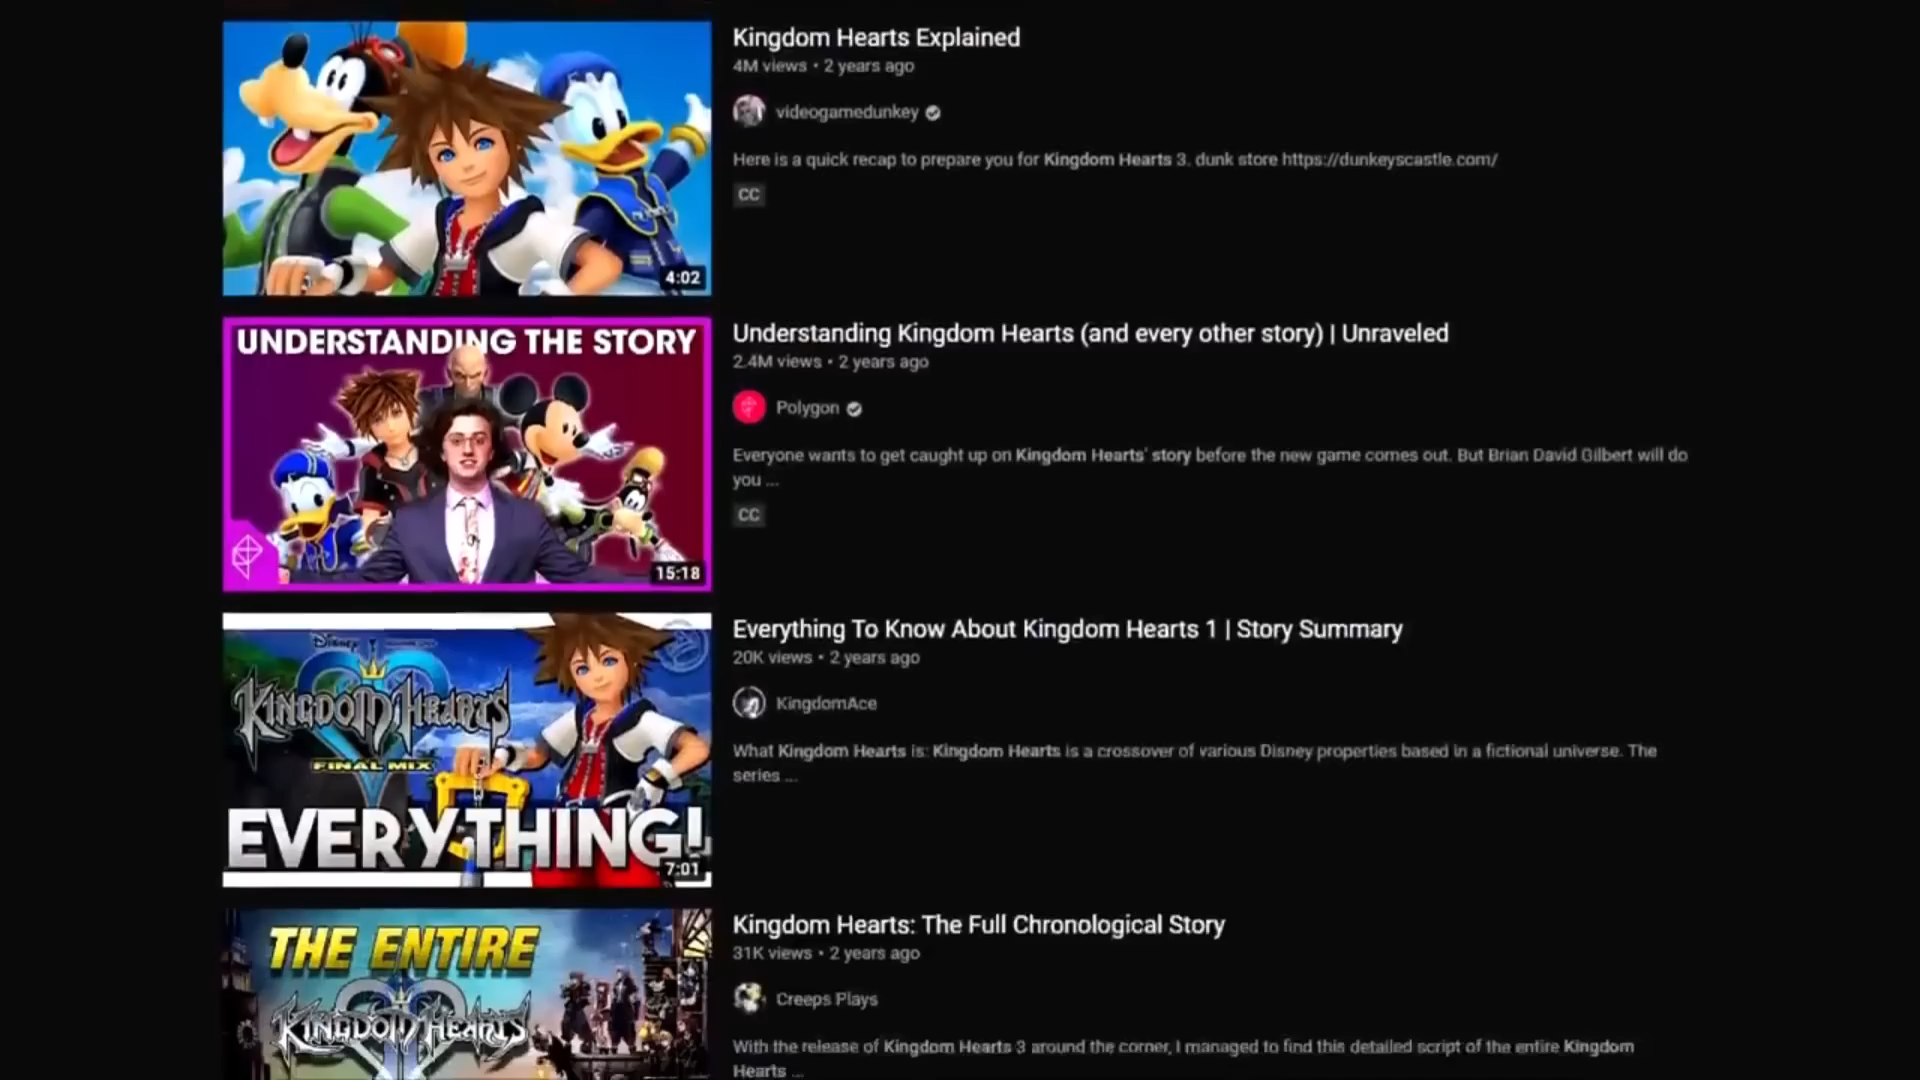 Kingdom Hearts Explained
4M views • 2 years ago
videogamedunkey
Here is a quick recap to prepare you for Kingdom Hearts 3. dunk store https://dunkeyscastle.com/
CC
4:02
UNDERSTANDING THE STORY
15:18
Understanding Kingdom Hearts (and every other story) | Unraveled
2.4M views • 2 years ago
Polygon
Everyone wants to get caught up on Kingdom Hearts' story before the new game comes out. But Brian David Gilbert will do
you ...
CC
Disney
KINGDOM HEARTS
FINAL MIX
EVERYTHING!
7:01
Everything To Know About Kingdom Hearts 1 | Story Summary
20K views • 2 years ago
KingdomAce
What Kingdom Hearts is: Kingdom Hearts is a crossover of various Disney properties based in a fictional universe. The
series ...
THE ENTIRE
KINGDOM HEARTS
Kingdom Hearts: The Full Chronological Story
31K views • 2 years ago
Creeps Plays
With the release of Kingdom Hearts 3 around the corner, I managed to find this detailed script of the entire Kingdom
Hearts ...